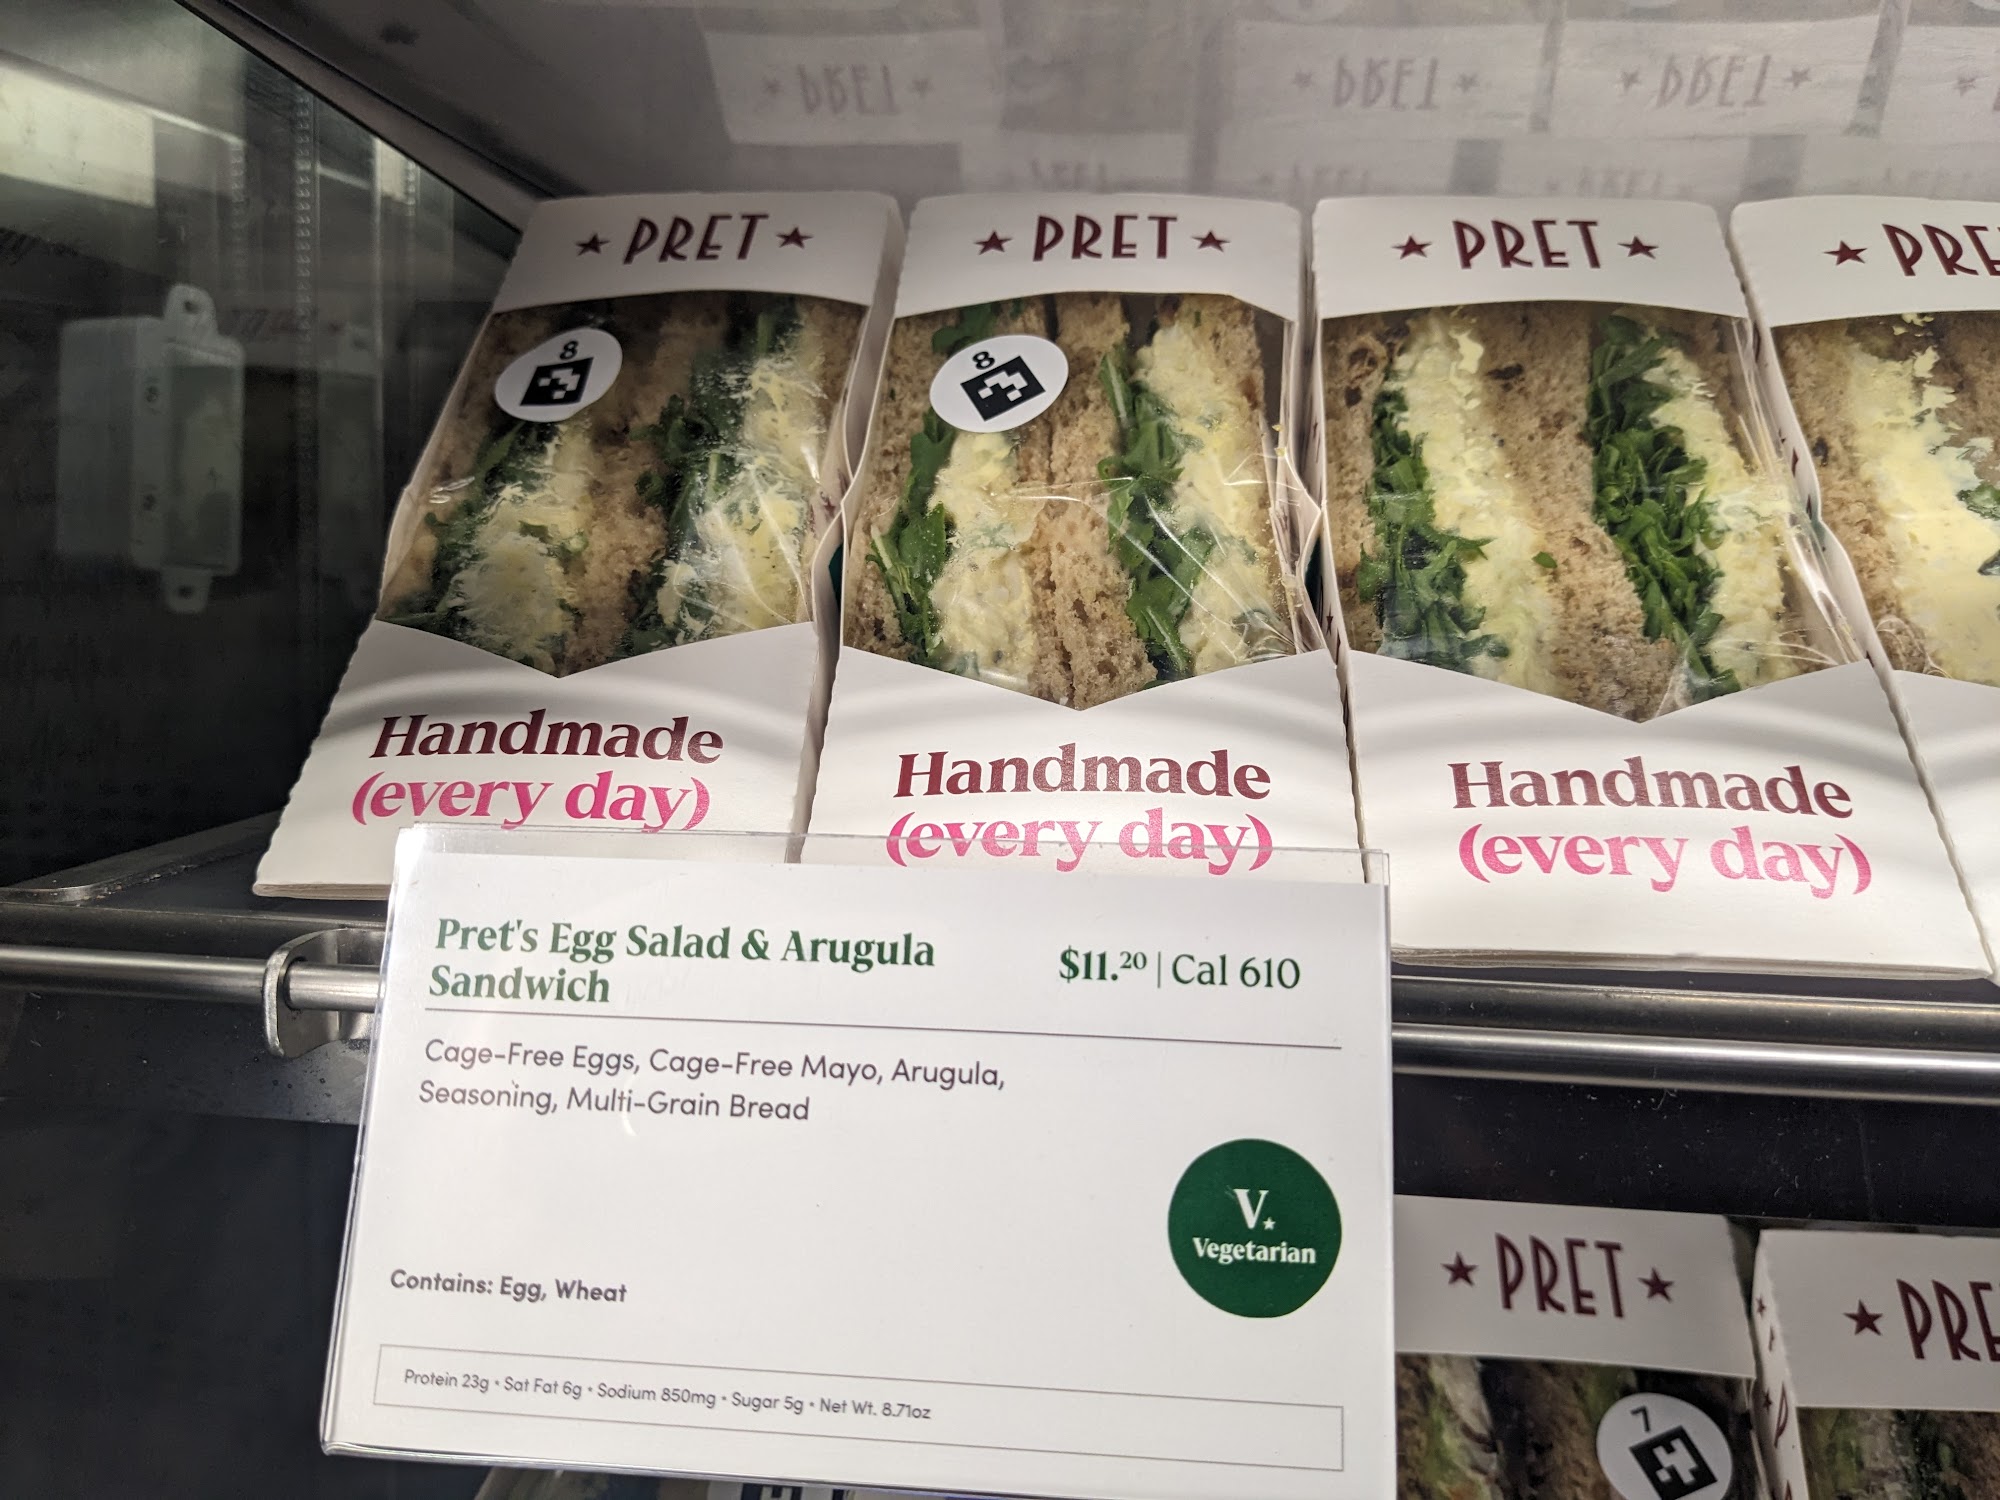 ★ PRET ★
★ PRET ★
★ PRET ★
★ PRE
8
8
Handmade
(every day)
Handmade
(every day)
Handmade
(every day)
Pret's Egg Salad & Arugula
Sandwich
$11.20 | Cal 610
Cage-Free Eggs, Cage-Free Mayo, Arugula,
Seasoning, Multi-Grain Bread
V.
Vegetarian
Contains: Egg, Wheat
Protein 23g • Sat Fat 6g • Sodium 850mg • Sugar 5g • Net Wt. 8.71oz
★ PRET ★
★ PRE
7